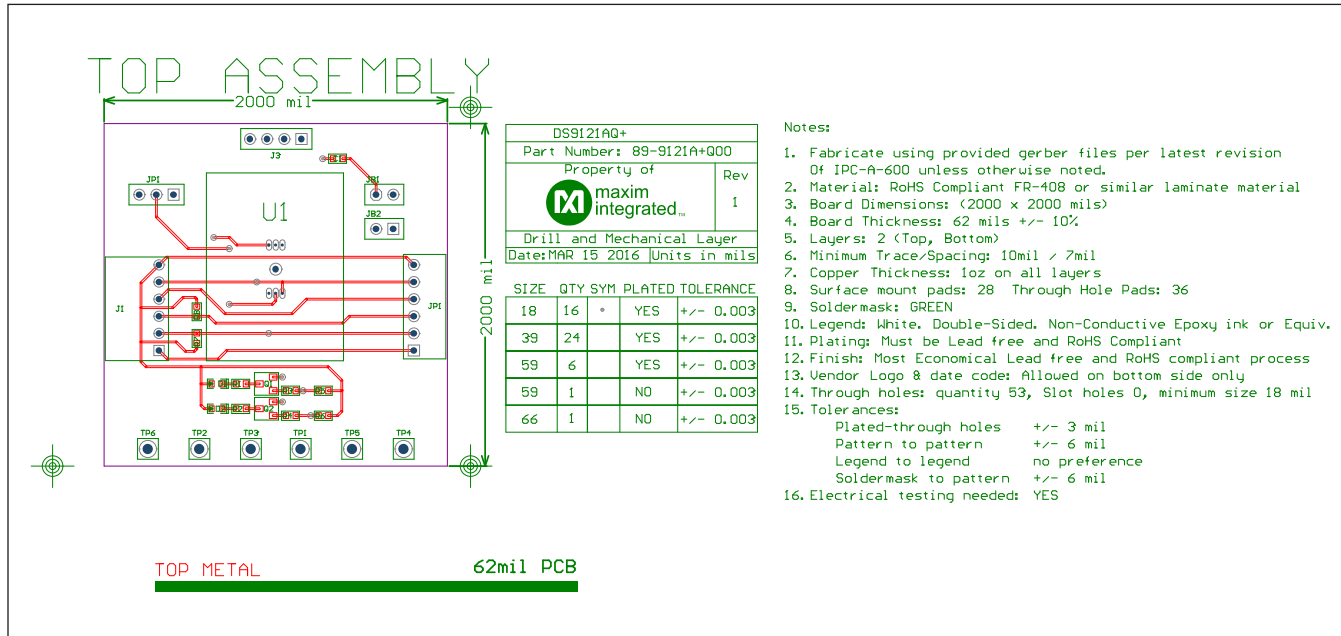 TOP ASSEMBLY
2000 mil
J3
JP1
JB1
U1
JB2
J1
JP1
2000 mil
Q1
Q2
TP6 TP2 TP3 TP1 TP5 TP4
TOP METAL
62mil PCB
DS9121AQ+
Part Number: 89-9121A+Q00
Property of
maxim
integrated™
Rev
1
Drill and Mechanical Layer
Date: MAR 15 2016 Units in mils
SIZE QTY SYM PLATED TOLERANCE
18 16 YES +/- 0.003
39 24 YES +/- 0.003
59 6 YES +/- 0.003
59 1 NO +/- 0.003
66 1 NO +/- 0.003
Notes:
1. Fabricate using provided gerber files per latest revision
Of IPC-A-600 unless otherwise noted.
2. Material: RoHS Compliant FR-408 or similar laminate material
3. Board Dimensions: (2000 x 2000 mils)
4. Board Thickness: 62 mils +/- 10%
5. Layers: 2 (Top, Bottom)
6. Minimum Trace/Spacing: 10mil / 7mil
7. Copper Thickness: 1oz on all layers
8. Surface mount pads: 28 Through Hole Pads: 36
9. Soldermask: GREEN
10. Legend: White. Double-Sided. Non-Conductive Epoxy ink or Equiv.
11. Plating: Must be Lead free and RoHS Compliant
12. Finish: Most Economical Lead free and RoHS compliant process
13. Vendor Logo & date code: Allowed on bottom side only
14. Through holes: quantity 53, Slot holes 0, minimum size 18 mil
15. Tolerances:
Plated-through holes +/- 3 mil
Pattern to pattern +/- 6 mil
Legend to legend no preference
Soldermask to pattern +/- 6 mil
16. Electrical testing needed: YES